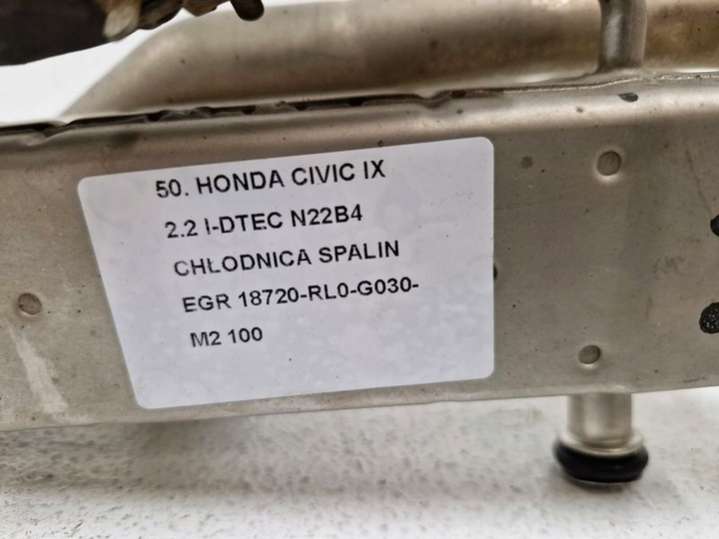 50. HONDA CIVIC IX
2.2 I-DTEC N22B4
CHŁODNICA SPALIN
EGR 18720-RL0-G030-
M2 100